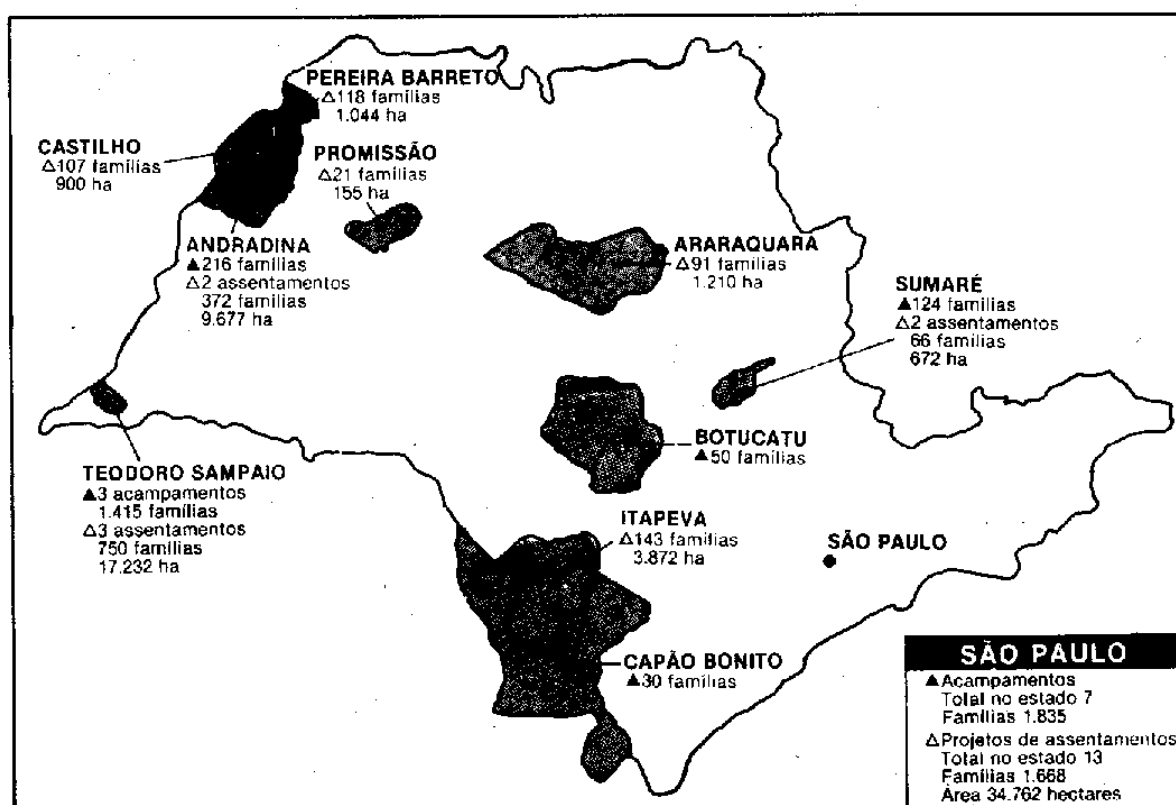 PEREIRA BARRETO
△118 famílias
1.044 ha
CASTILHO
△107 famílias
900 ha
PROMISSÃO
△21 famílias
155 ha
ANDRADINA
▲216 famílias
△2 assentamentos
372 famílias
9.677 ha
ARARAQUARA
△91 famílias
1.210 ha
SUMARÉ
▲124 famílias
△2 assentamentos
66 famílias
672 ha
BOTUCATU
▲50 famílias
TEODORO SAMPAIO
▲3 acampamentos
1.415 famílias
△3 assentamentos
750 famílias
17.232 ha
ITAPEVA
△143 famílias
3.872 ha
SÃO PAULO
CAPÃO BONITO
▲30 famílias
SÃO PAULO
▲Acampamentos
Total no estado 7
Famílias 1.835
△Projetos de assentamentos
Total no estado 13
Famílias 1.668
Área 34.762 hectares